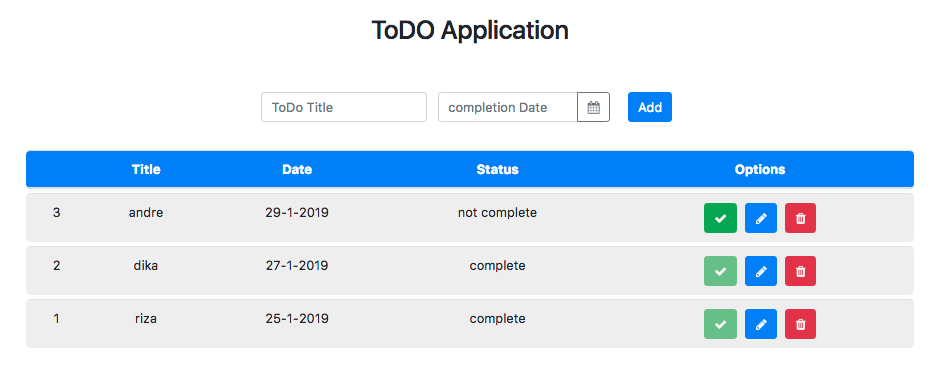 ToDO Application
ToDo Title completion Date Add
Title Date Status Options
3 andre 29-1-2019 not complete
2 dika 27-1-2019 complete
1 riza 25-1-2019 complete